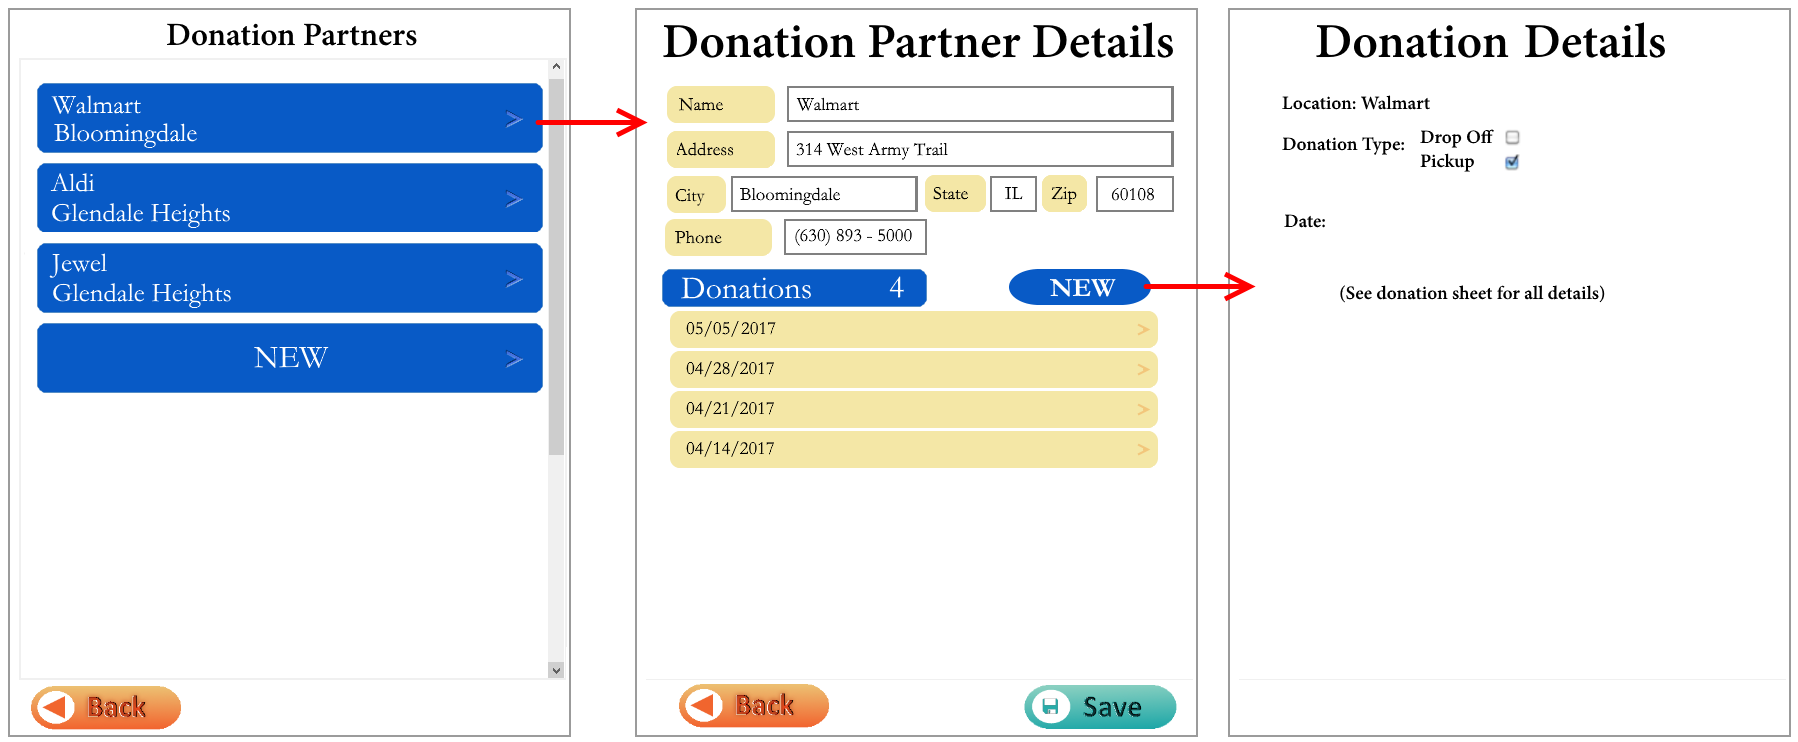 Donation Partners
Walmart
Bloomingdale
>
Aldi
Glendale Heights
>
Jewel
Glendale Heights
>
NEW >
Back
Donation Partner Details
Name Walmart
Address 314 West Army Trail
City Bloomingdale State IL Zip 60108
Phone (630) 893 - 5000
Donations 4 NEW
05/05/2017 >
04/28/2017 >
04/21/2017 >
04/14/2017 >
Back Save
Donation Details
Location: Walmart
Donation Type: Drop Off
Pickup
Date:
(See donation sheet for all details)